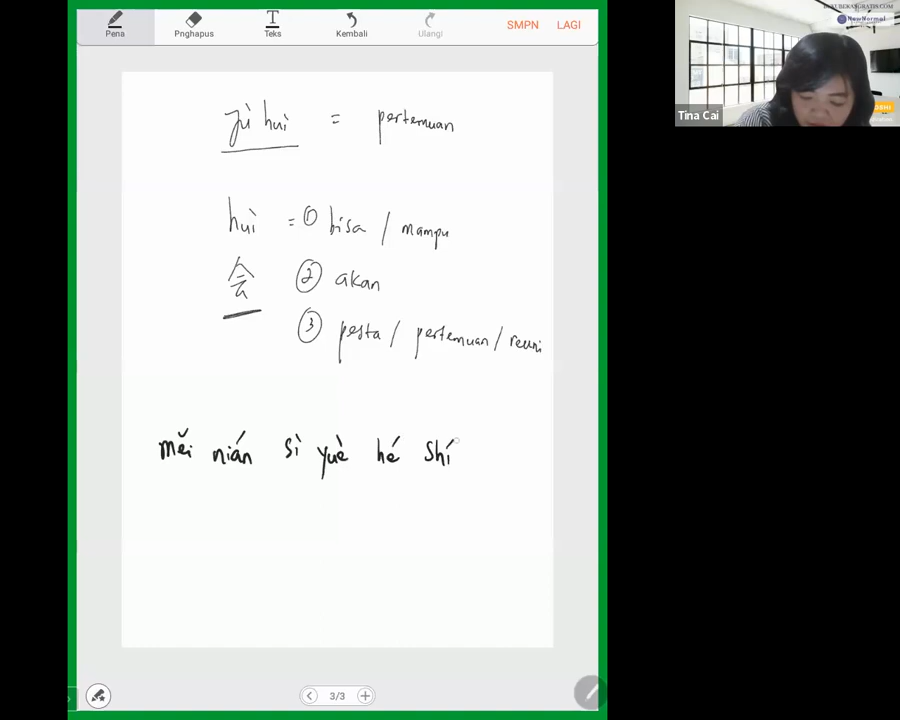 Pena Pnghapus Teks Kembali Ulangi SMPN LAGI
jù huì = pertemuan
huì = ① bisa / mampu
会 ② akan
③ pesta / pertemuan / reuni
měi nián sì yuè hé shí
3/3
NewNormal
Tina Cai